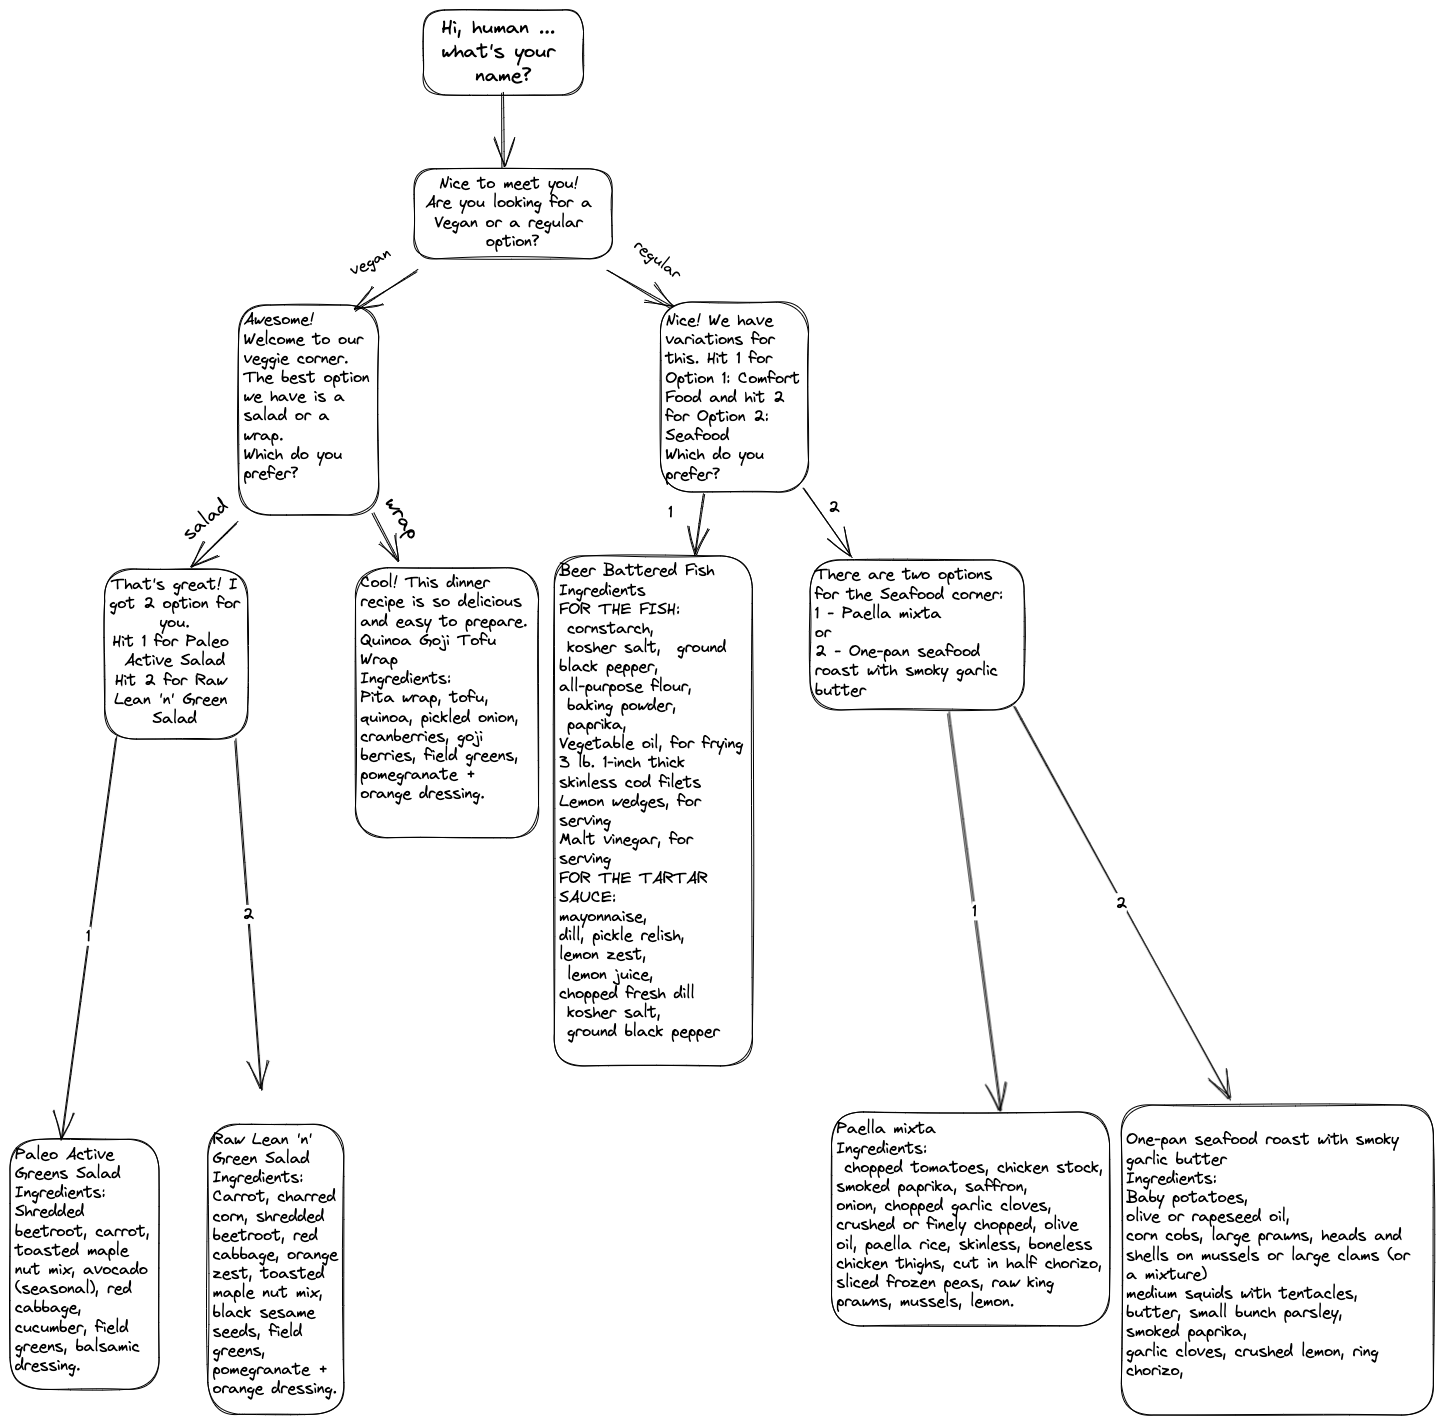 Hi, human ...
what's your
name?
Nice to meet you!
Are you looking for a
Vegan or a regular
option?
vegan
regular
Awesome!
Welcome to our
veggie corner.
The best option
we have is a
salad or a
wrap.
Which do you
prefer?
Nice! We have
variations for
this. Hit 1 for
Option 1: Comfort
Food and hit 2
for Option 2:
Seafood
Which do you
prefer?
salad
wrap
1
2
That's great! I
got 2 option for
you.
Hit 1 for Paleo
Active Salad
Hit 2 for Raw
Lean 'n' Green
Salad
Cool! This dinner
recipe is so delicious
and easy to prepare.
Quinoa Goji Tofu
Wrap
Ingredients:
Pita wrap, tofu,
quinoa, pickled onion,
cranberries, goji
berries, field greens,
pomegranate +
orange dressing.
Beer Battered Fish
Ingredients
FOR THE FISH:
cornstarch,
kosher salt, ground
black pepper,
all-purpose flour,
baking powder,
paprika,
Vegetable oil, for frying
3 lb. 1-inch thick
skinless cod filets
Lemon wedges, for
serving
Malt vinegar, for
serving
FOR THE TARTAR
SAUCE:
mayonnaise,
dill, pickle relish,
lemon zest,
lemon juice,
chopped fresh dill
kosher salt,
ground black pepper
There are two options
for the Seafood corner:
1 - Paella mixta
or
2 - One-pan seafood
roast with smoky garlic
butter
1
2
1
2
Paleo Active
Greens Salad
Ingredients:
Shredded
beetroot, carrot,
toasted maple
nut mix, avocado
(seasonal), red
cabbage,
cucumber, field
greens, balsamic
dressing.
Raw Lean 'n'
Green Salad
Ingredients:
Carrot, charred
corn, shredded
beetroot, red
cabbage, orange
zest, toasted
maple nut mix,
black sesame
seeds, field
greens,
pomegranate +
orange dressing.
Paella mixta
Ingredients:
chopped tomatoes, chicken stock,
smoked paprika, saffron,
onion, chopped garlic cloves,
crushed or finely chopped, olive
oil, paella rice, skinless, boneless
chicken thighs, cut in half chorizo,
sliced frozen peas, raw king
prawns, mussels, lemon.
One-pan seafood roast with smoky
garlic butter
Ingredients:
Baby potatoes,
olive or rapeseed oil,
corn cobs, large prawns, heads and
shells on mussels or large clams (or
a mixture)
medium squids with tentacles,
butter, small bunch parsley,
smoked paprika,
garlic cloves, crushed lemon, ring
chorizo,